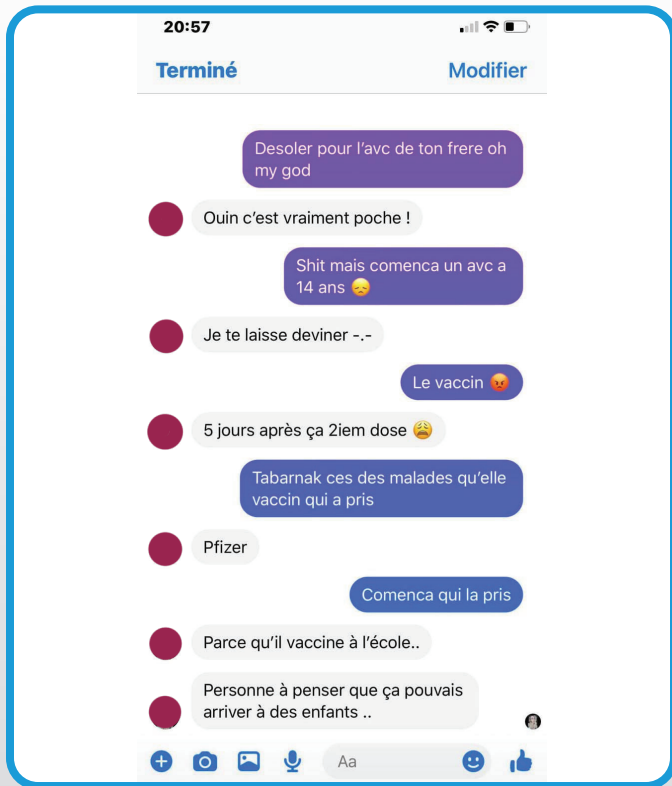 20:57
Terminé Modifier
Desoler pour l'avc de ton frere oh
my god
Ouin c'est vraiment poche !
Shit mais comenca un avc a
14 ans 😞
Je te laisse deviner -.-
Le vaccin 😡
5 jours après ça 2iem dose 😩
Tabarnak ces des malades qu'elle
vaccin qui a pris
Pfizer
Comenca qui la pris
Parce qu'il vaccine à l'école..
Personne à penser que ça pouvais
arriver à des enfants ..
Aa